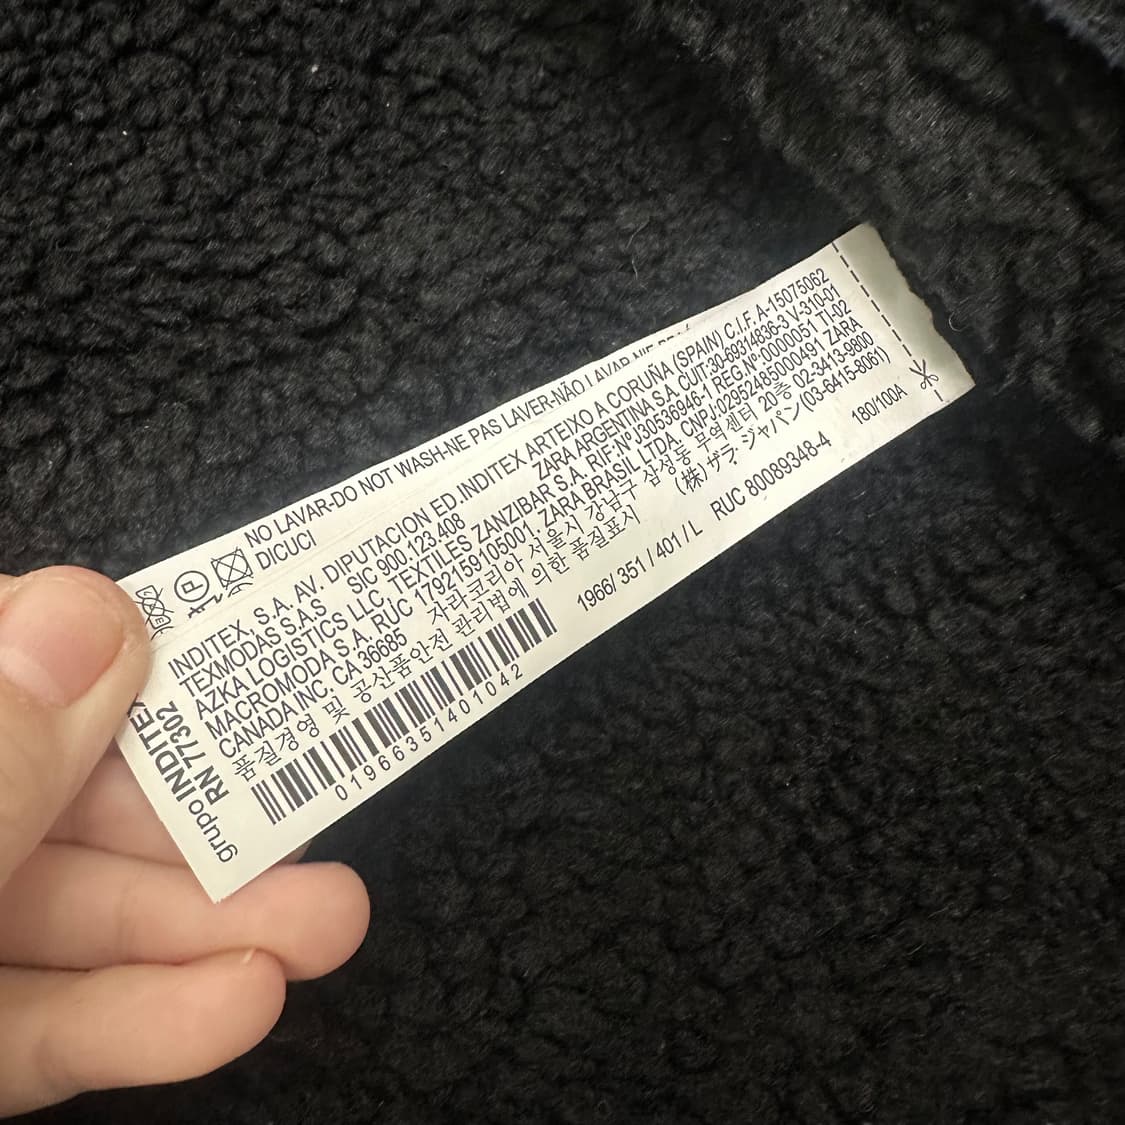 NO LAVAR-DO NOT WASH-NE PAS LAVER-NÃO LAVAR
DICUCI
INDITEX, S.A. AV. DIPUTACION ED.INDITEX ARTEIXO A CORUÑA (SPAIN) C.I.F. A-15075062
TEXMODAS S.A.S SIC 900.123.408 ZARA ARGENTINA S.A. CUIT:30-69314836-3 V-310-01
AZKA LOGISTICS LLC TEXTILES ZANZIBAR S.A. RIF-Nº J30536946-1 REG.Nº:0000051 TJ-02
MACROMODA S.A. RUC 1792159105001. ZARA BRASIL LTDA. CNPJ:02952485000491 ZARA
CANADA INC. CA 36685 자라코리아 서울시 강남구 삼성동 무역센터 20층 02-3413-9800
품질경영 및 공산품안전 관리법에 의한 품질표시 (株) ザラ・ジャパン(03-6415-8061)
0196635140104​2
1966/ 351 / 401 / L RUC 80089348-4 180/100A
grupo INDITEX
RN 77302